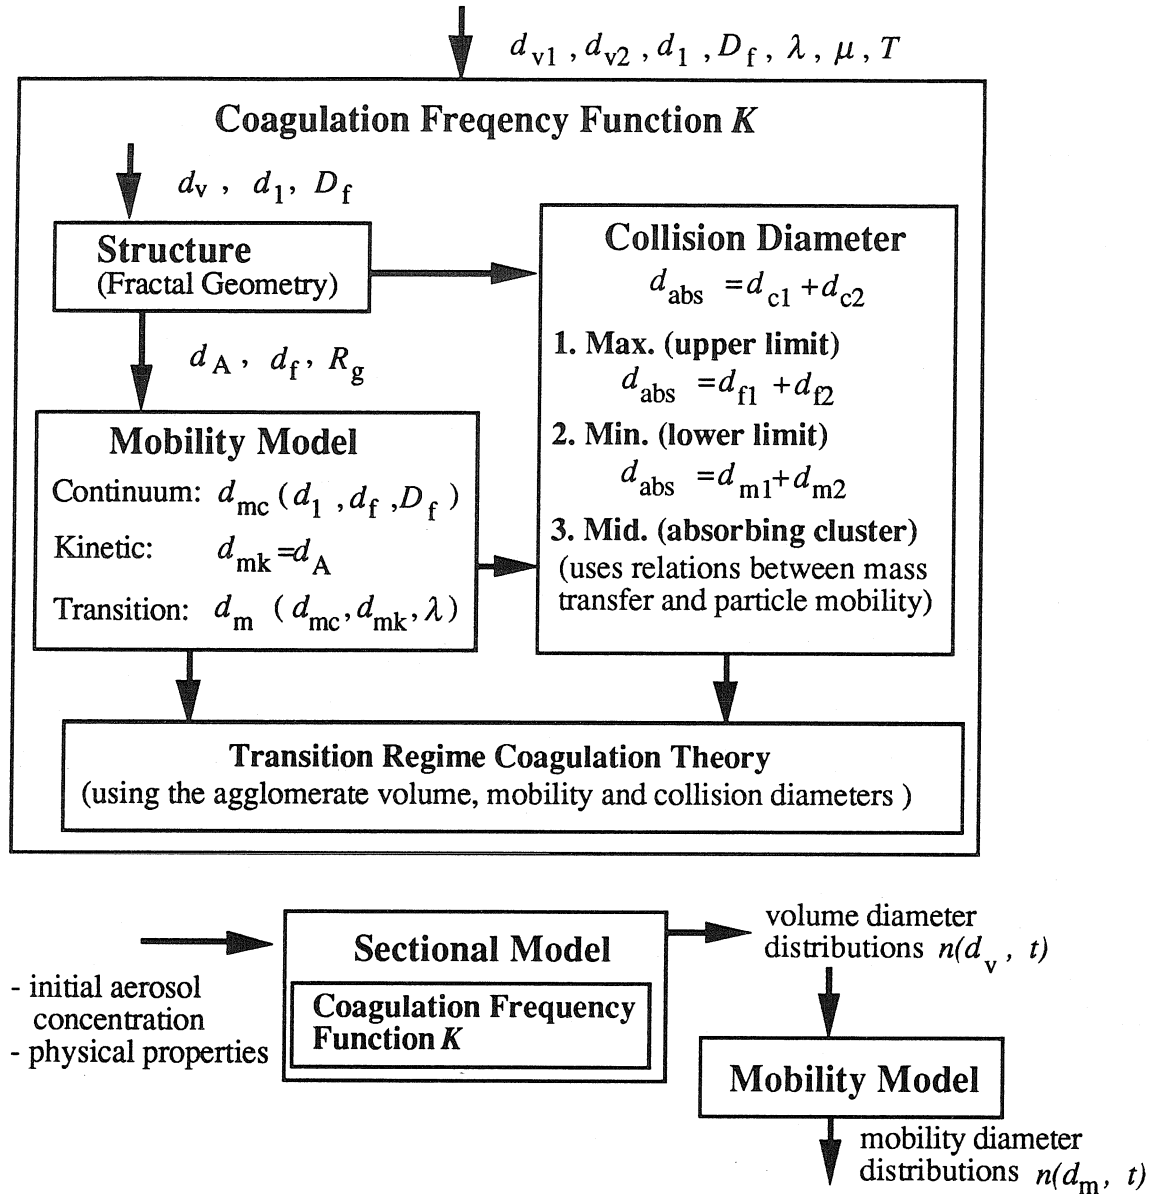 d_v1 , d_v2 , d_1 , D_f , λ , μ , T
Coagulation Freqency Function K
d_v , d_1, D_f
Structure
(Fractal Geometry)
d_A , d_f , R_g
Mobility Model
Continuum: d_mc ( d_1 , d_f , D_f )
Kinetic: d_mk = d_A
Transition: d_m ( d_mc , d_mk , λ )
Collision Diameter
d_abs = d_c1 + d_c2
1. Max. (upper limit)
d_abs = d_f1 + d_f2
2. Min. (lower limit)
d_abs = d_m1 + d_m2
3. Mid. (absorbing cluster)
(uses relations between mass
transfer and particle mobility)
Transition Regime Coagulation Theory
(using the agglomerate volume, mobility and collision diameters )
- initial aerosol
concentration
- physical properties
Sectional Model
Coagulation Frequency
Function K
volume diameter
distributions n(d_v , t)
Mobility Model
mobility diameter
distributions n(d_m, t)